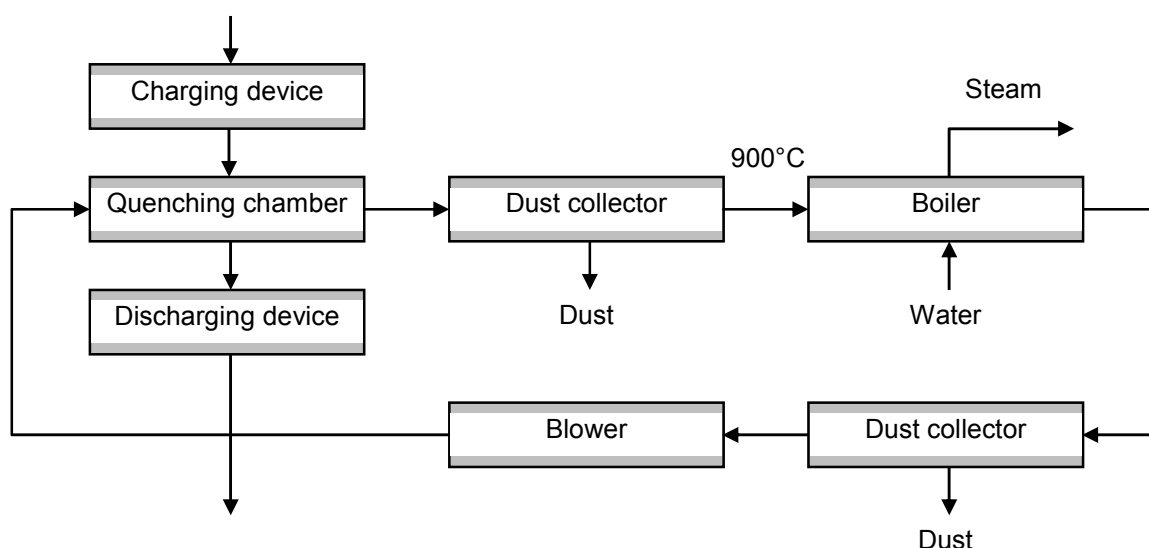 Charging device
Steam
900°C
Quenching chamber
Dust collector
Boiler
Discharging device
Dust
Water
Blower
Dust collector
Dust